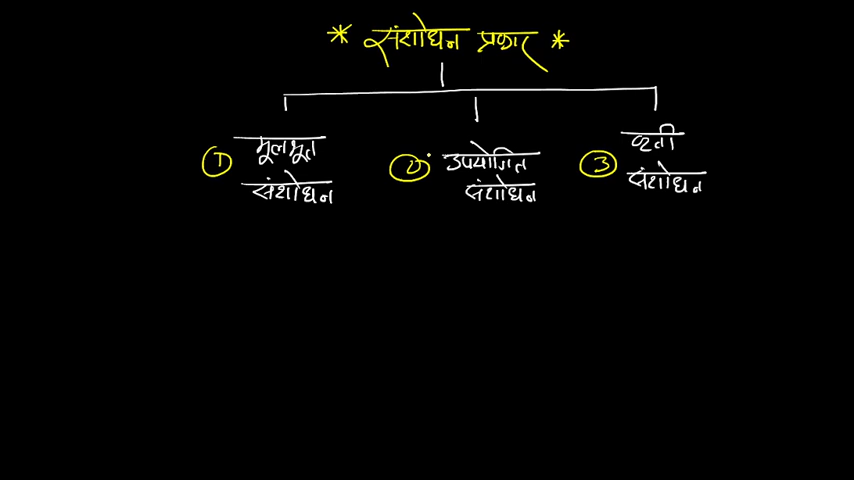 * संशोधन प्रकार *
① मूलभूत
संशोधन
② उपयोगित
संशोधन
③ कृती
संशोधन